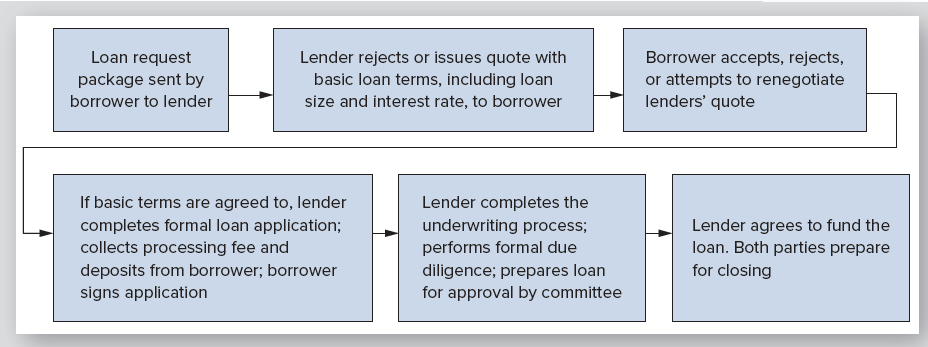 Loan request
package sent by
borrower to lender
Lender rejects or issues quote with
basic loan terms, including loan
size and interest rate, to borrower
Borrower accepts, rejects,
or attempts to renegotiate
lenders’ quote
If basic terms are agreed to, lender
completes formal loan application;
collects processing fee and
deposits from borrower; borrower
signs application
Lender completes the
underwriting process;
performs formal due
diligence; prepares loan
for approval by committee
Lender agrees to fund the
loan. Both parties prepare
for closing